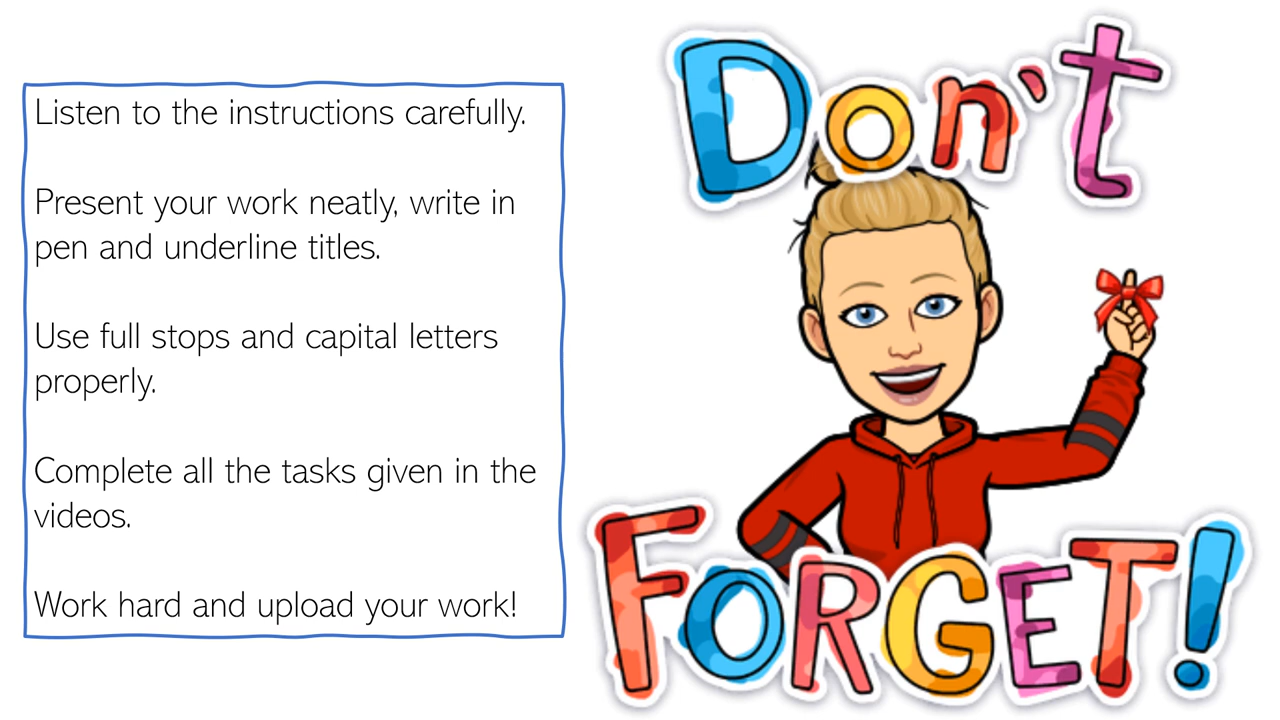 Listen to the instructions carefully.
Present your work neatly, write in
pen and underline titles.
Use full stops and capital letters
properly.
Complete all the tasks given in the
videos.
Work hard and upload your work!
Don't
FORGET!